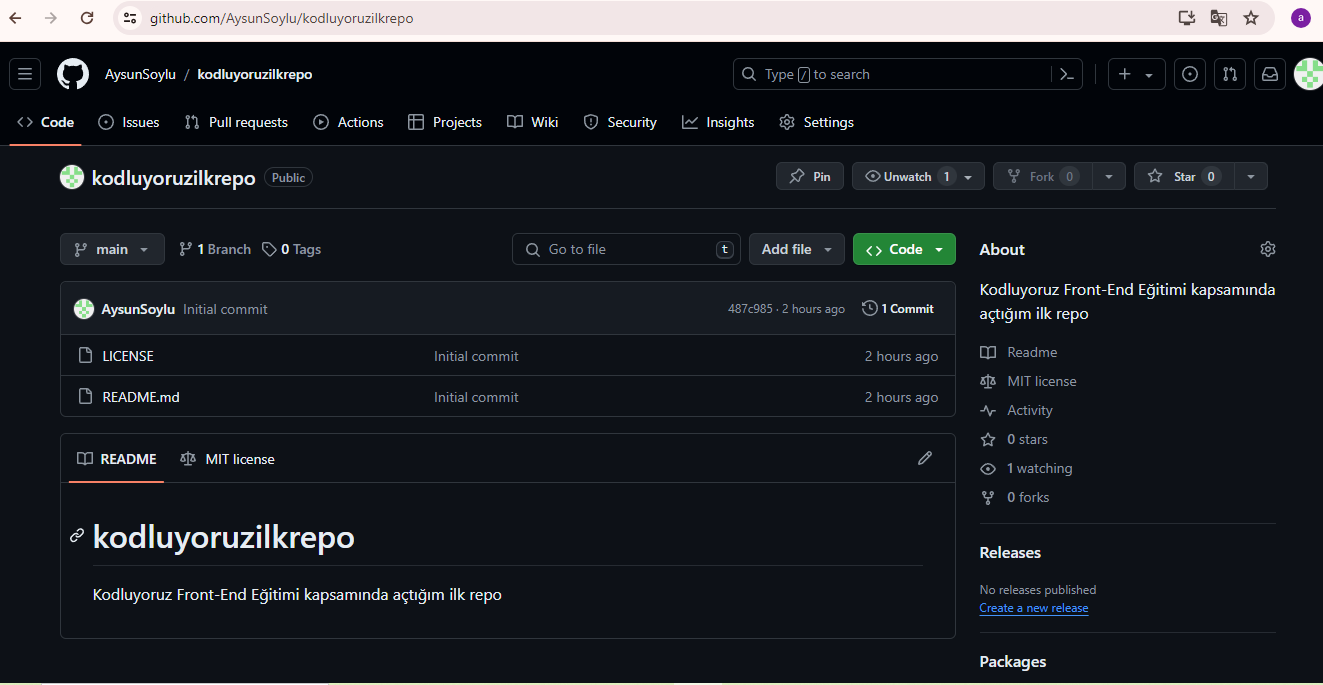 github.com/AysunSoylu/kodluyoruzilkrepo
a
AysunSoylu / kodluyoruzilkrepo
Type / to search
Code Issues Pull requests Actions Projects Wiki Security Insights Settings
kodluyoruzilkrepo Public
Pin Unwatch 1 Fork 0 Star 0
main 1 Branch 0 Tags Go to file t Add file Code
AysunSoylu Initial commit 487c985 · 2 hours ago 1 Commit
LICENSE Initial commit 2 hours ago
README.md Initial commit 2 hours ago
README MIT license
kodluyoruzilkrepo
Kodluyoruz Front-End Eğitimi kapsamında açtığım ilk repo
About
Kodluyoruz Front-End Eğitimi kapsamında
açtığım ilk repo
Readme
MIT license
Activity
0 stars
1 watching
0 forks
Releases
No releases published
Create a new release
Packages